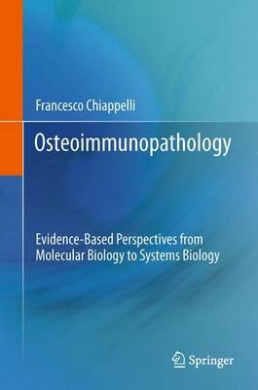 Francesco Chiappelli
Osteoimmunopathology
Evidence-Based Perspectives from
Molecular Biology to Systems Biology
Springer